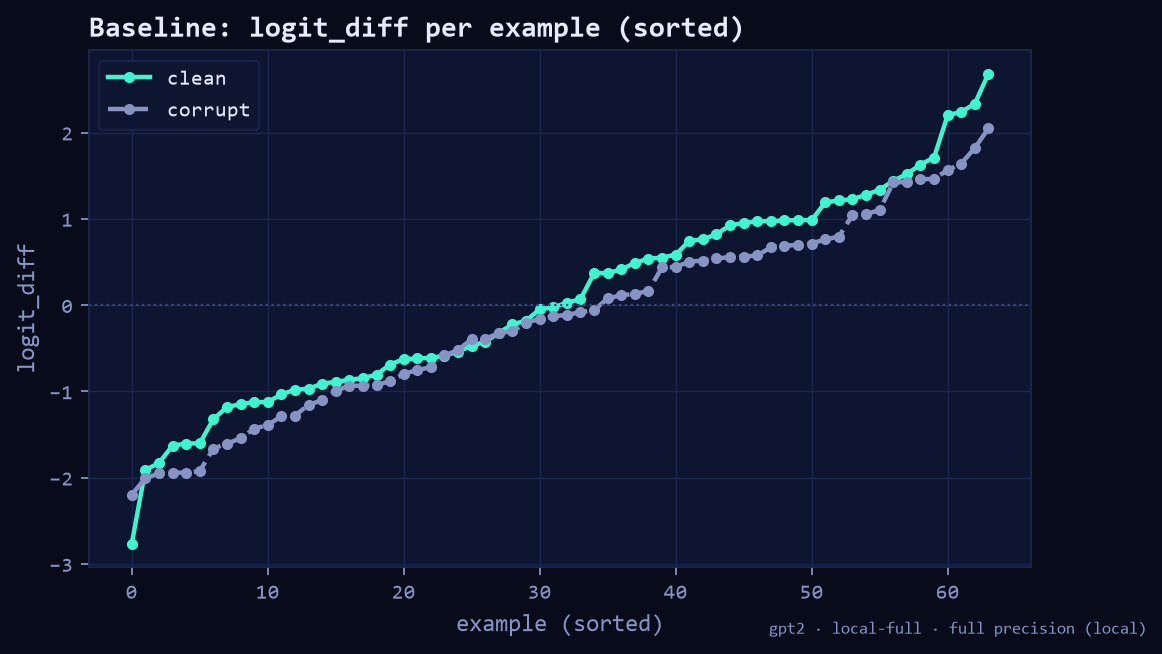 Baseline: logit_diff per example (sorted)
clean
corrupt
logit_diff
2
1
0
−1
−2
−3
0 10 20 30 40 50 60
example (sorted)
gpt2 · local-full · full precision (local)